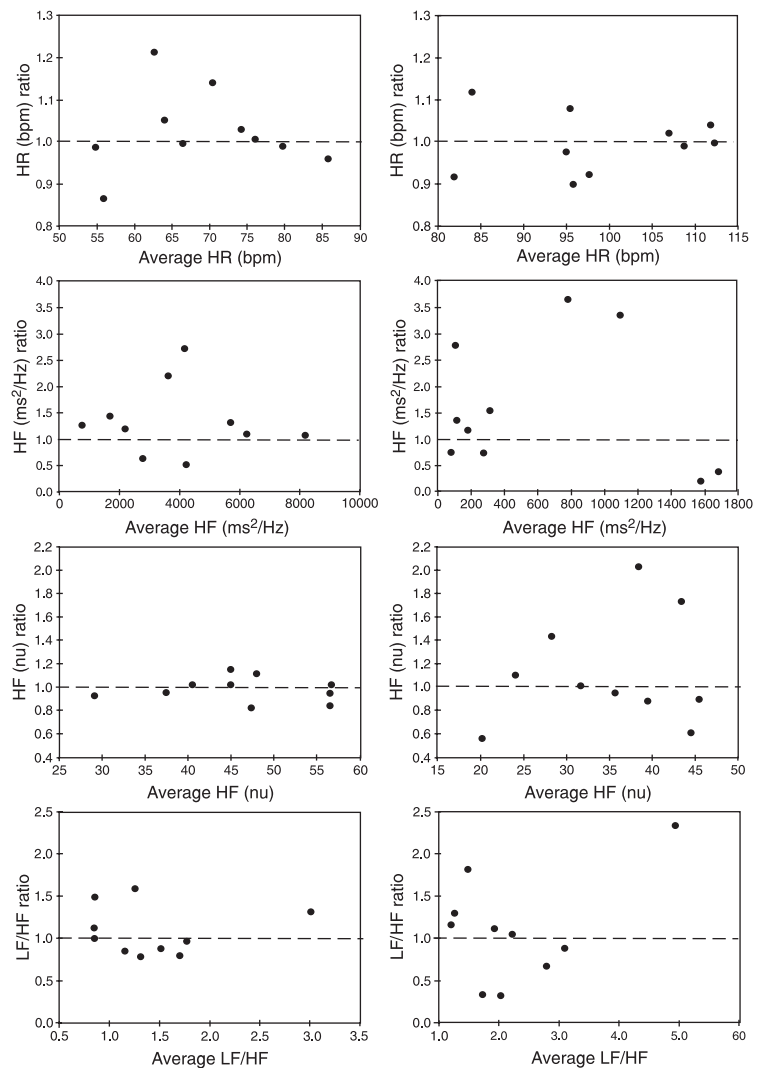 HR (bpm) ratio
1.3
1.2
1.1
1.0
0.9
0.8
50 55 60 65 70 75 80 85 90
Average HR (bpm)
HR (bpm) ratio
1.3
1.2
1.1
1.0
0.9
0.8
80 85 90 95 100 105 110 115
Average HR (bpm)
HF (ms²/Hz) ratio
4.0
3.5
3.0
2.5
2.0
1.5
1.0
0.5
0.0
0 2000 4000 6000 8000 10000
Average HF (ms²/Hz)
HF (ms²/Hz) ratio
4.0
3.5
3.0
2.5
2.0
1.5
1.0
0.5
0.0
0 200 400 600 800 1000 1200 1400 1600 1800
Average HF (ms²/Hz)
HF (nu) ratio
2.2
2.0
1.8
1.6
1.4
1.2
1.0
0.8
0.6
0.4
25 30 35 40 45 50 55 60
Average HF (nu)
HF (nu) ratio
2.2
2.0
1.8
1.6
1.4
1.2
1.0
0.8
0.6
0.4
15 20 25 30 35 40 45 50
Average HF (nu)
LF/HF ratio
2.5
2.0
1.5
1.0
0.5
0.0
0.5 1.0 1.5 2.0 2.5 3.0 3.5
Average LF/HF
LF/HF ratio
2.5
2.0
1.5
1.0
0.5
0.0
1.0 2.0 3.0 4.0 5.0 60
Average LF/HF